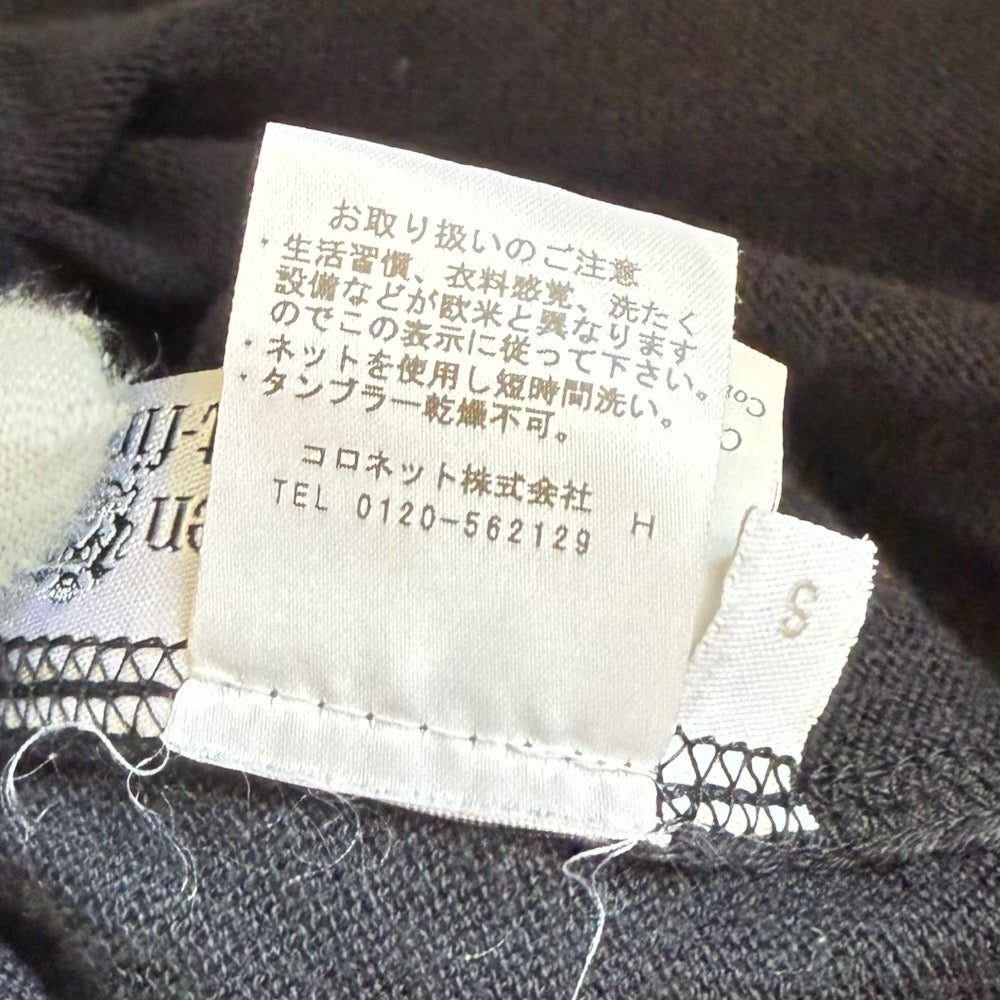 お取り扱いのご注意
・生活習慣、衣料感覚、洗たく
設備などが欧米と異なります
のでこの表示に従って下さい。
・ネットを使用し短時間洗い。
・タンブラー乾燥不可。
コロネット株式会社
TEL 0120-562129 H
S